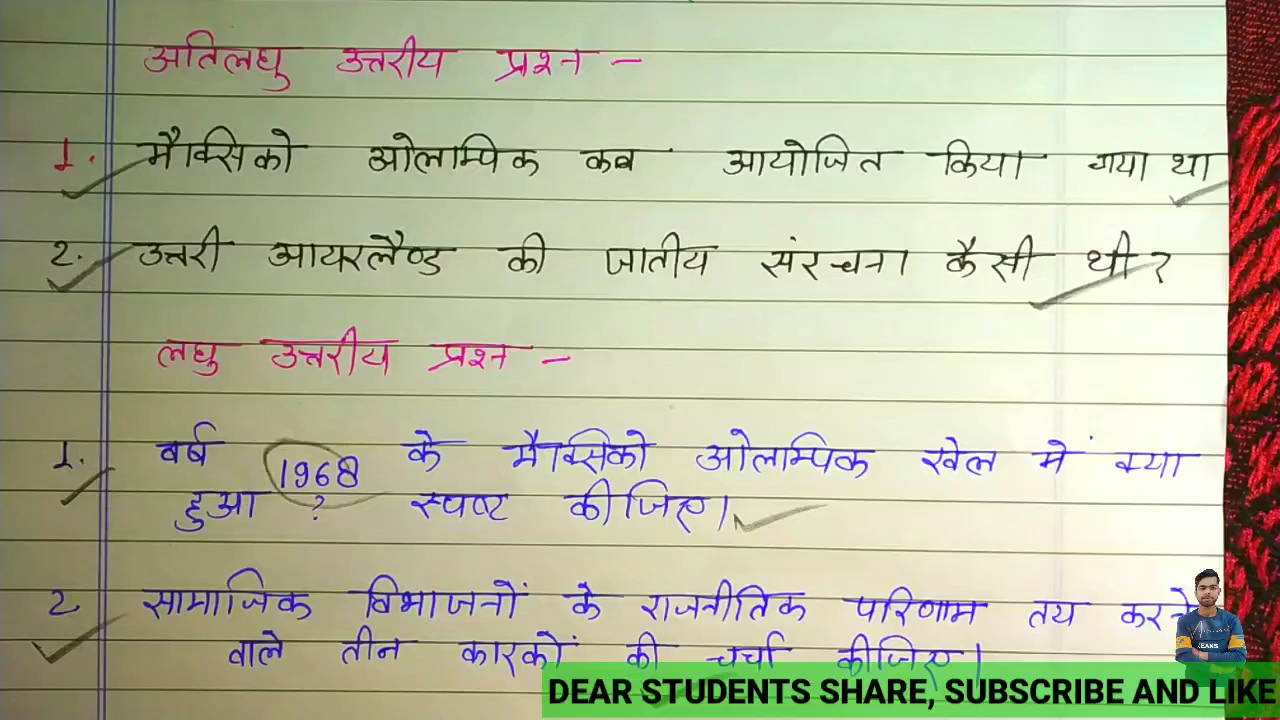 अतिलघु उत्तरीय प्रश्न -
1. मैक्सिको ओलम्पिक कब आयोजित किया गया था
2. उत्तरी आयरलैण्ड की जातीय संरचना कैसी थी?
लघु उत्तरीय प्रश्न -
1. वर्ष 1968 के मैक्सिको ओलम्पिक खेल में क्या
हुआ ? स्पष्ट कीजिए।
2 सामाजिक विभाजनों के राजनीतिक परिणाम तय करने
वाले तीन कारकों की चर्चा कीजिए।
DEAR STUDENTS SHARE, SUBSCRIBE AND LIKE